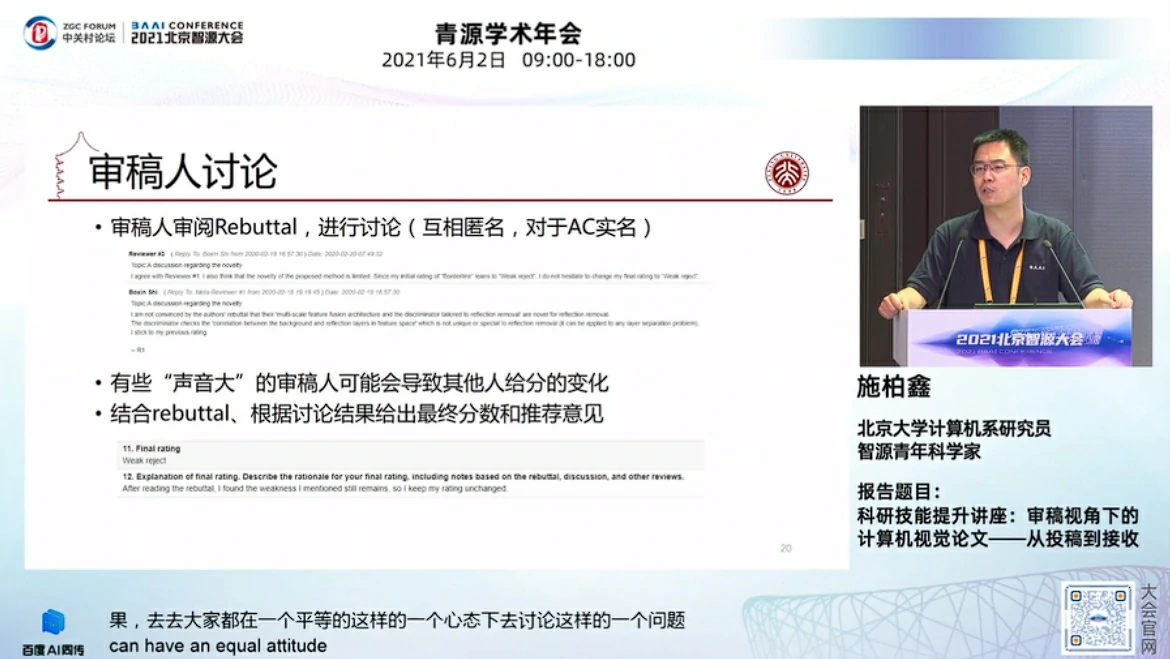 ZGC FORUM
中关村论坛
BAAI CONFERENCE
2021北京智源大会
青源学术年会
2021年6月2日 09:00-18:00
审稿人讨论
• 审稿人审阅Rebuttal，进行讨论（互相匿名，对于AC实名）
Reviewer #2 ( Reply To: Boxin Shi from 2020-02-19 16:57:30 ) Date: 2020-02-20 07:49:32
Topic:A discussion regarding the novelty
I agree with Reviewer #1. I also think that the novelty of the proposed method is limited. Since my initial rating of "Borderline" leans to "Weak reject", I do not hesitate to change my final rating to "Weak reject".
Boxin Shi ( Reply To: Meta Reviewer #1 from 2020-02-18 19:19:45 ) Date: 2020-02-19 16:57:30
Topic:A discussion regarding the novelty
I am not convinced by the authors' rebuttal that their 'multi-scale feature fusion architecture and the discriminator tailored to reflection removal' are novel for reflection removal.
The discriminator checks the 'correlation between the background and reflection layers in feature space' which is not unique or special to reflection removal (it can be applied to any layer separation problem).
I stick to my previous rating.
-- R1
• 有些“声音大”的审稿人可能会导致其他人给分的变化
• 结合rebuttal、根据讨论结果给出最终分数和推荐意见
11. Final rating
Weak reject
12. Explanation of final rating. Describe the rationale for your final rating, including notes based on the rebuttal, discussion, and other reviews.
After reading the rebuttal, I found the weakness I mentioned still remains, so I keep my rating unchanged.
20
BAAI
2021北京智源大会
2021 BAAI CONFERENCE
施柏鑫
北京大学计算机系研究员
智源青年科学家
报告题目：
科研技能提升讲座：审稿视角下的
计算机视觉论文——从投稿到接收
百度AI同传
果，去去大家都在一个平等的这样的一个心态下去讨论这样的一个问题
can have an equal attitude
大会官网